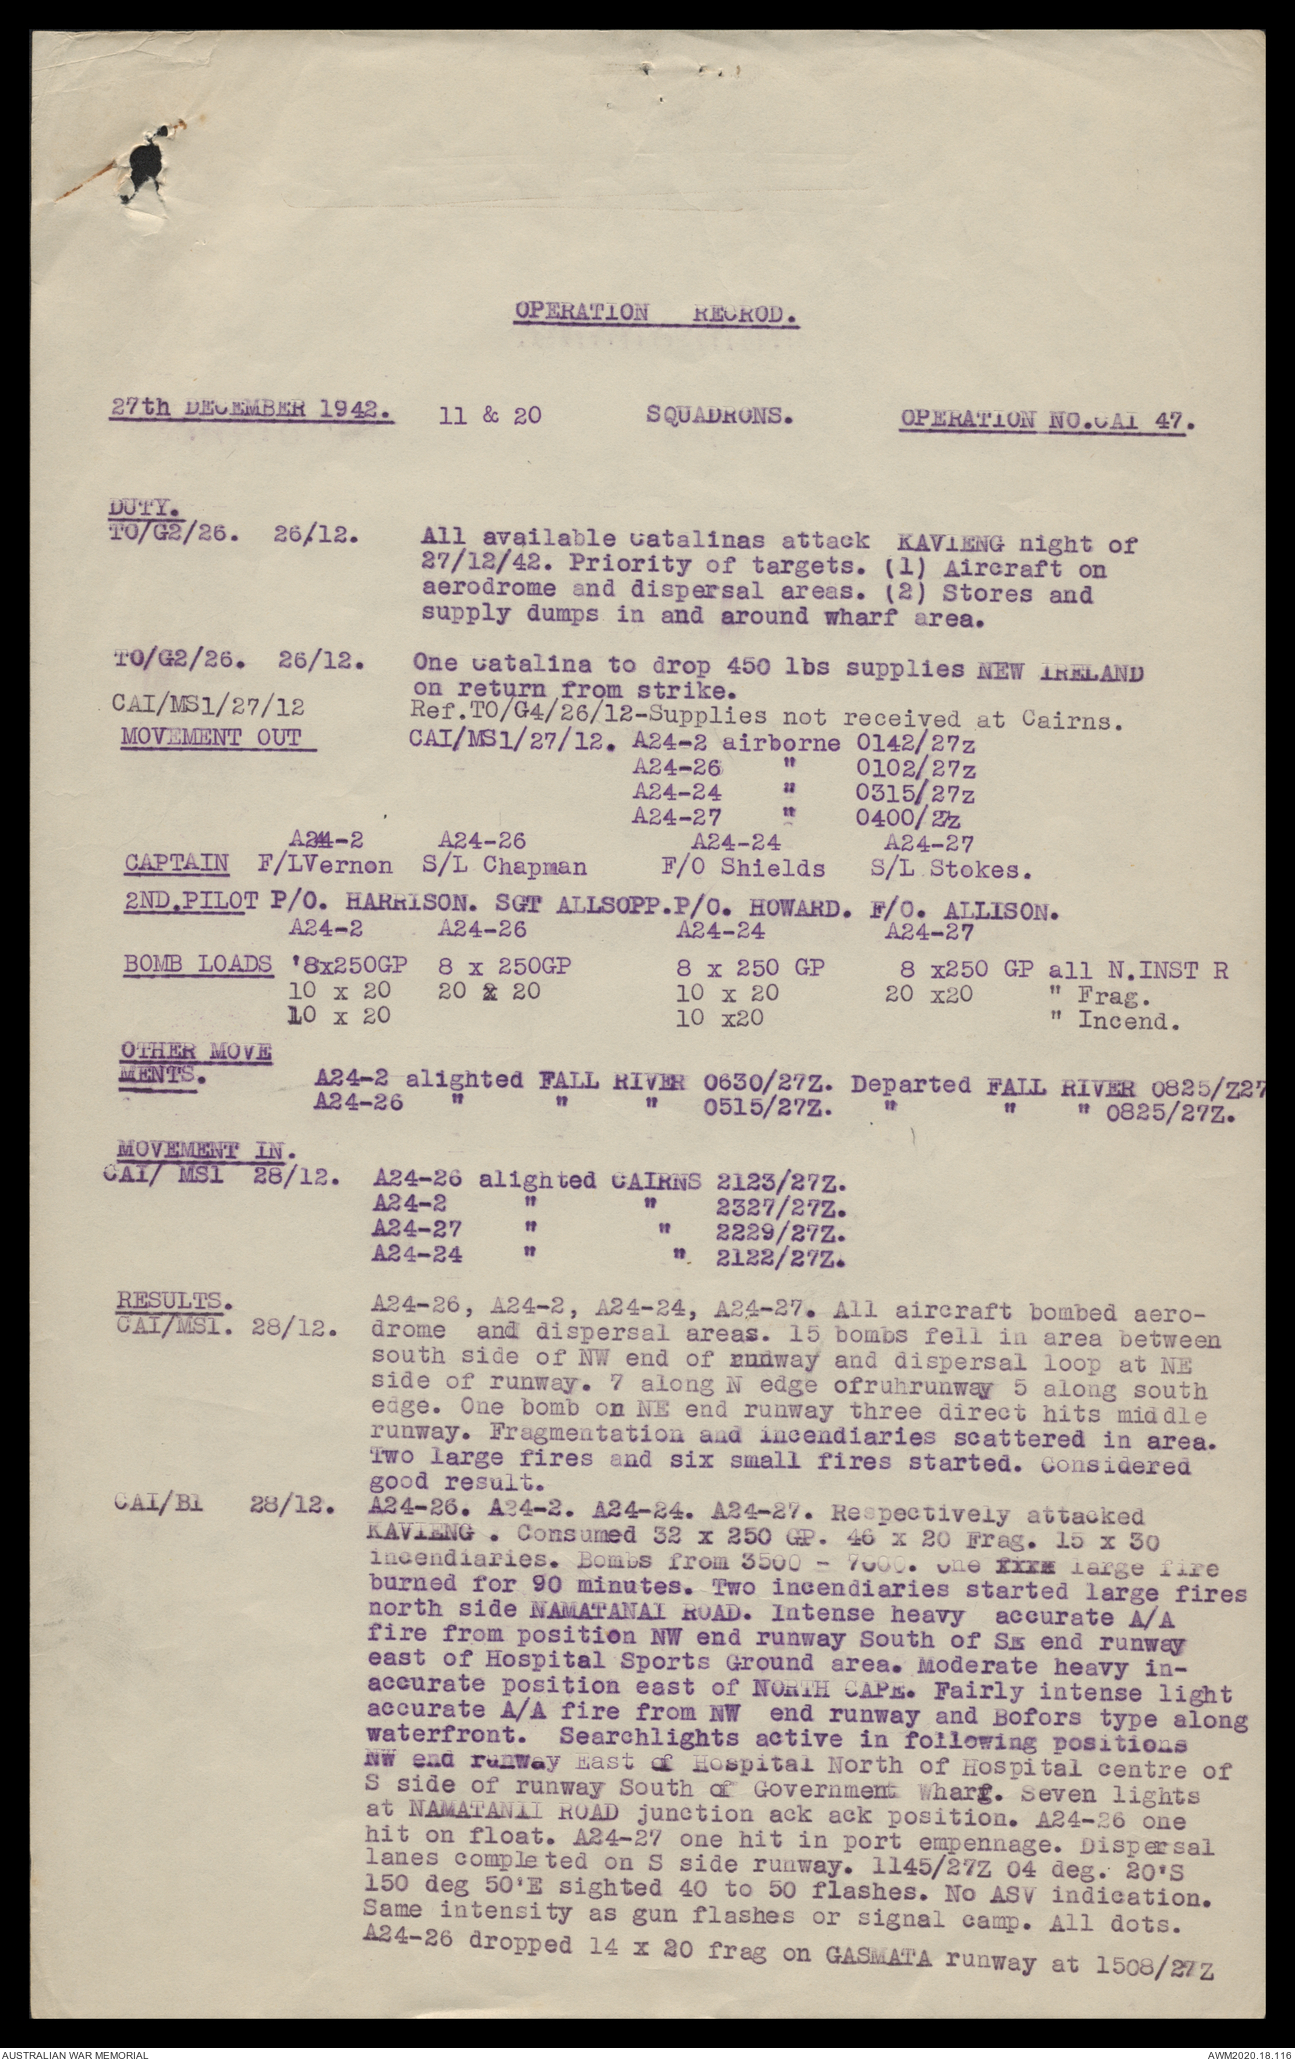 OPERATION RECROD.
27th DECEMBER 1942. 11 & 20 SQUADRONS. OPERATION NO.CAI 47.
DUTY.
TO/G2/26. 26/12. All available Catalinas attack KAVIENG night of
27/12/42. Priority of targets. (1) Aircraft on
aerodrome and dispersal areas. (2) Stores and
supply dumps in and around wharf area.
TO/G2/26. 26/12. One Catalina to drop 450 lbs supplies NEW IRELAND
on return from strike.
CAI/MS1/27/12 Ref.TO/G4/26/12-Supplies not received at Cairns.
MOVEMENT OUT CAI/MS1/27/12. A24-2 airborne 0142/27z
A24-26 " 0102/27z
A24-24 " 0315/27z
A24-27 " 0400/27z
A24-2 A24-26 A24-24 A24-27
CAPTAIN F/LVernon S/L Chapman F/O Shields S/L Stokes.
2ND.PILOT P/O. HARRISON. SGT ALLSOPP.P/O. HOWARD. F/O. ALLISON.
A24-2 A24-26 A24-24 A24-27
BOMB LOADS '8x250GP 8 x 250GP 8 x 250 GP 8 x250 GP all N.INST R
10 x 20 20 x 20 10 x 20 20 x20 " Frag.
10 x 20 10 x20 " Incend.
OTHER MOVE
MENTS. A24-2 alighted FALL RIVER 0630/27Z. Departed FALL RIVER 0825/Z27
A24-26 " " " 0515/27Z. " " " 0825/27Z.
MOVEMENT IN.
CAI/ MS1 28/12. A24-26 alighted CAIRNS 2123/27Z.
A24-2 " " 2327/27Z.
A24-27 " " 2229/27Z.
A24-24 " ". 2122/27Z.
RESULTS. A24-26, A24-2, A24-24, A24-27. All aircraft bombed aero-
CAI/MS1. 28/12. drome and dispersal areas. 15 bombs fell in area between
south side of NW end of runway and dispersal loop at NE
side of runway. 7 along N edge ofruhrunway 5 along south
edge. One bomb on NE end runway three direct hits middle
runway. Fragmentation and incendiaries scattered in area.
Two large fires and six small fires started. Considered
good result.
CAI/B1 28/12. A24-26. A24-2. A24-24. A24-27. Respectively attacked
KAVIENG . Consumed 32 x 250 GP. 46 x 20 Frag. 15 x 30
incendiaries. Bombs from 3500 - 7000. One xxxx large fire
burned for 90 minutes. Two incendiaries started large fires
north side NAMATANAI ROAD. Intense heavy accurate A/A
fire from position NW end runway South of SE end runway
east of Hospital Sports Ground area. Moderate heavy in-
accurate position east of NORTH CAPE. Fairly intense light
accurate A/A fire from NW end runway and Bofors type along
waterfront. Searchlights active in following positions
NW end runway East of Hospital North of Hospital centre of
S side of runway South of Government Wharf. Seven lights
at NAMATANII ROAD junction ack ack position. A24-26 one
hit on float. A24-27 one hit in port empennage. Dispersal
lanes completed on S side runway. 1145/27Z 04 deg. 20'S
150 deg 50'E sighted 40 to 50 flashes. No ASV indication.
Same intensity as gun flashes or signal camp. All dots.
A24-26 dropped 14 x 20 frag on GASMATA runway at 1508/27Z
AUSTRALIAN WAR MEMORIAL AWM2020.18.116